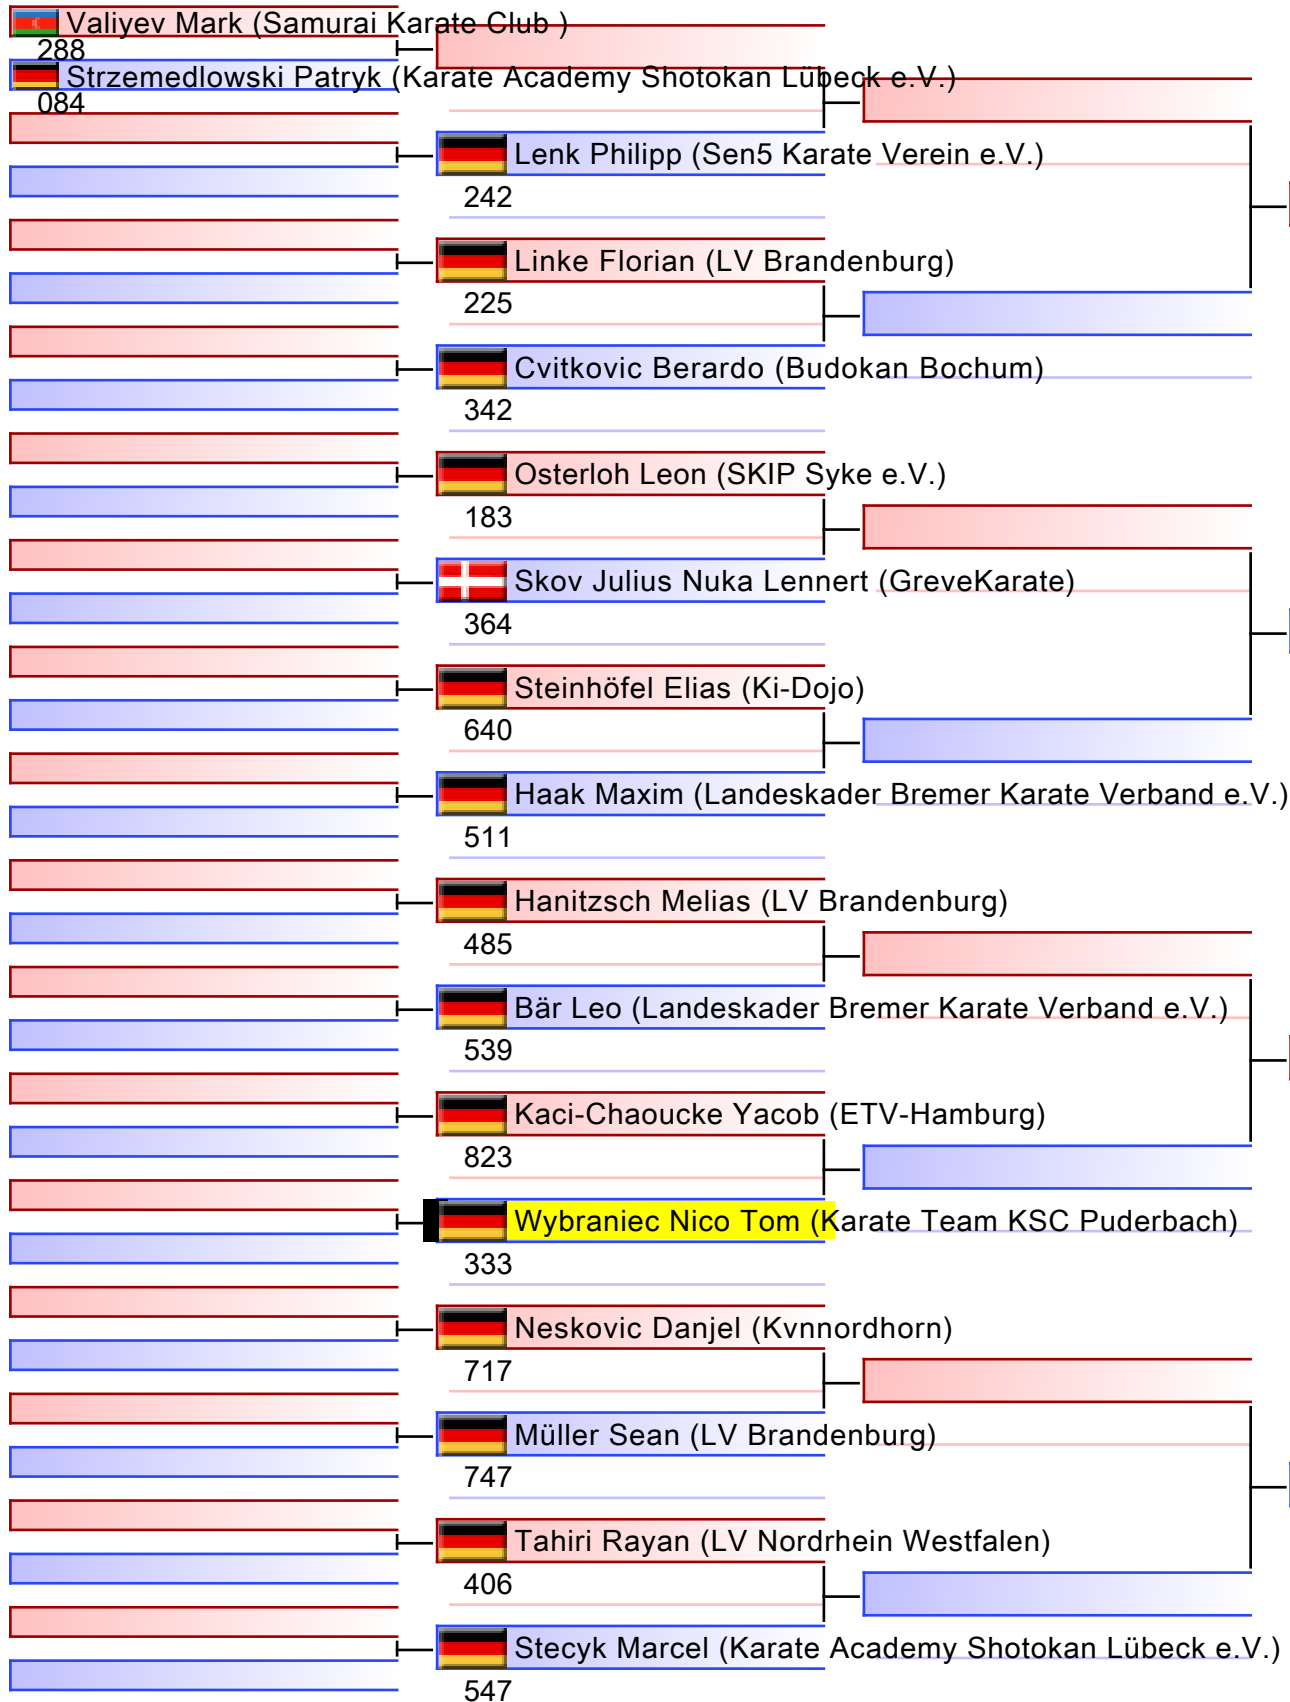 Valiyev Mark (Samurai Karate Club )
288
Strzemedlowski Patryk (Karate Academy Shotokan Lübeck e.V.)
084
Lenk Philipp (Sen5 Karate Verein e.V.)
242
Linke Florian (LV Brandenburg)
225
Cvitkovic Berardo (Budokan Bochum)
342
Osterloh Leon (SKIP Syke e.V.)
183
Skov Julius Nuka Lennert (GreveKarate)
364
Steinhöfel Elias (Ki-Dojo)
640
Haak Maxim (Landeskader Bremer Karate Verband e.V.)
511
Hanitzsch Melias (LV Brandenburg)
485
Bär Leo (Landeskader Bremer Karate Verband e.V.)
539
Kaci-Chaoucke Yacob (ETV-Hamburg)
823
Wybraniec Nico Tom (Karate Team KSC Puderbach)
333
Neskovic Danjel (Kvnnordhorn)
717
Müller Sean (LV Brandenburg)
747
Tahiri Rayan (LV Nordrhein Westfalen)
406
Stecyk Marcel (Karate Academy Shotokan Lübeck e.V.)
547